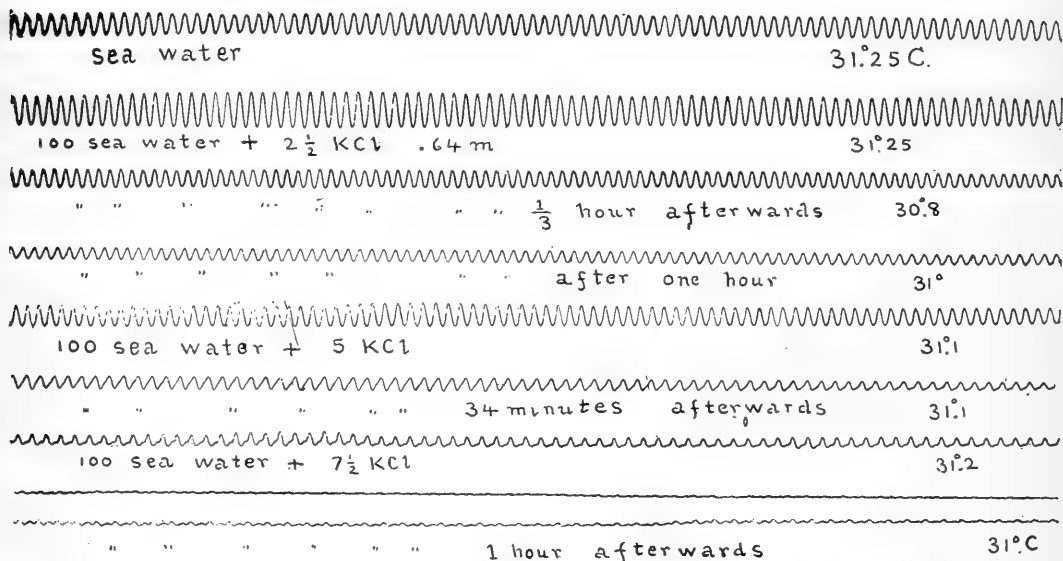 sea water 31°.25 C.
100 sea water + 2½ KCl .64 m 31°.25
" " " " " " " " ⅓ hour afterwards 30°.8
" " " " " " " after one hour 31°
100 sea water + 5 KCl 31°.1
" " " " " " 34 minutes afterwards 31°.1
100 sea water + 7½ KCl 31°.2
" " " " " " 1 hour afterwards 31°.C